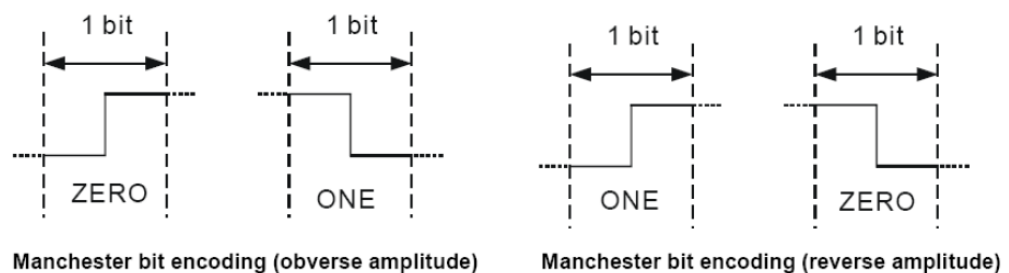 1 bit
1 bit
ZERO
ONE
Manchester bit encoding (obverse amplitude)
1 bit
1 bit
ONE
ZERO
Manchester bit encoding (reverse amplitude)